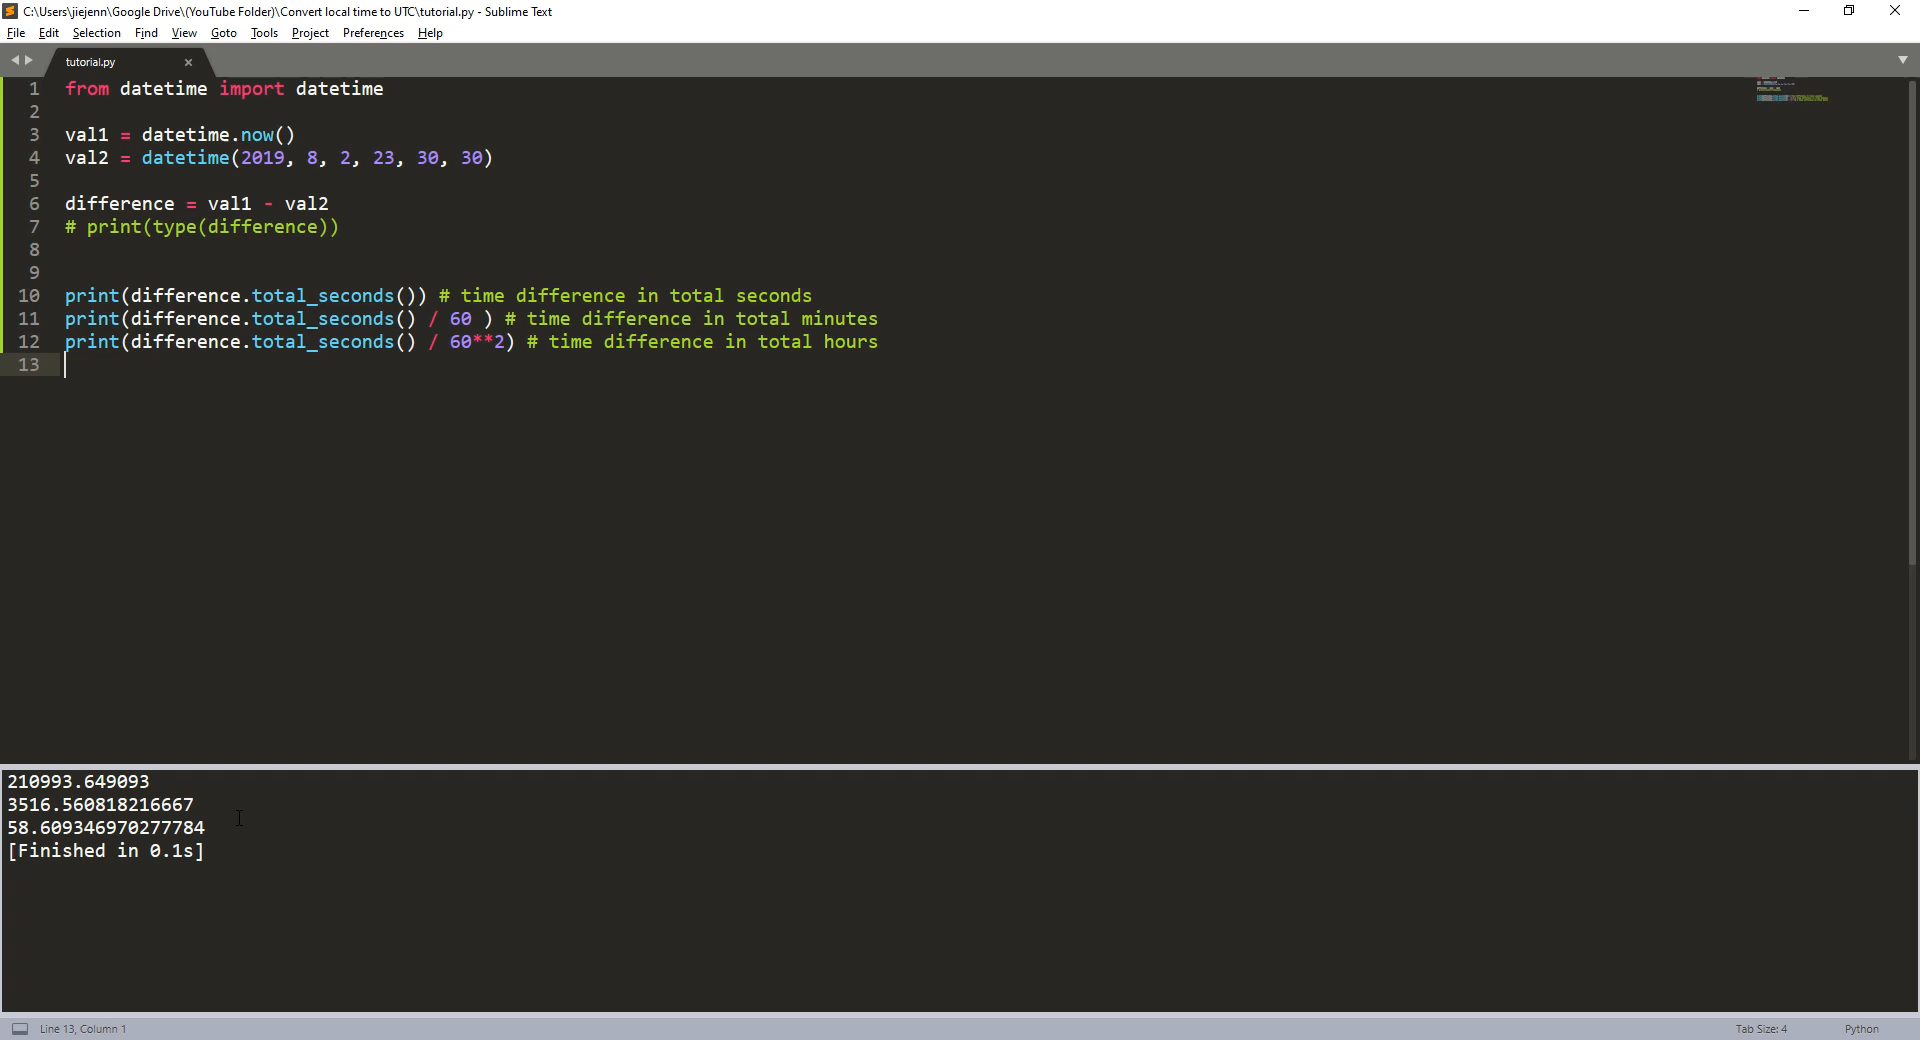 C:\Users\jiejenn\Google Drive\(YouTube Folder)\Convert local time to UTC\tutorial.py - Sublime Text
File Edit Selection Find View Goto Tools Project Preferences Help
tutorial.py
1 from datetime import datetime
2
3 val1 = datetime.now()
4 val2 = datetime(2019, 8, 2, 23, 30, 30)
5
6 difference = val1 - val2
7 # print(type(difference))
8
9
10 print(difference.total_seconds()) # time difference in total seconds
11 print(difference.total_seconds() / 60 ) # time difference in total minutes
12 print(difference.total_seconds() / 60**2) # time difference in total hours
13
210993.649093
3516.560818216667
58.609346970277784
[Finished in 0.1s]
Line 13, Column 1 Tab Size: 4 Python